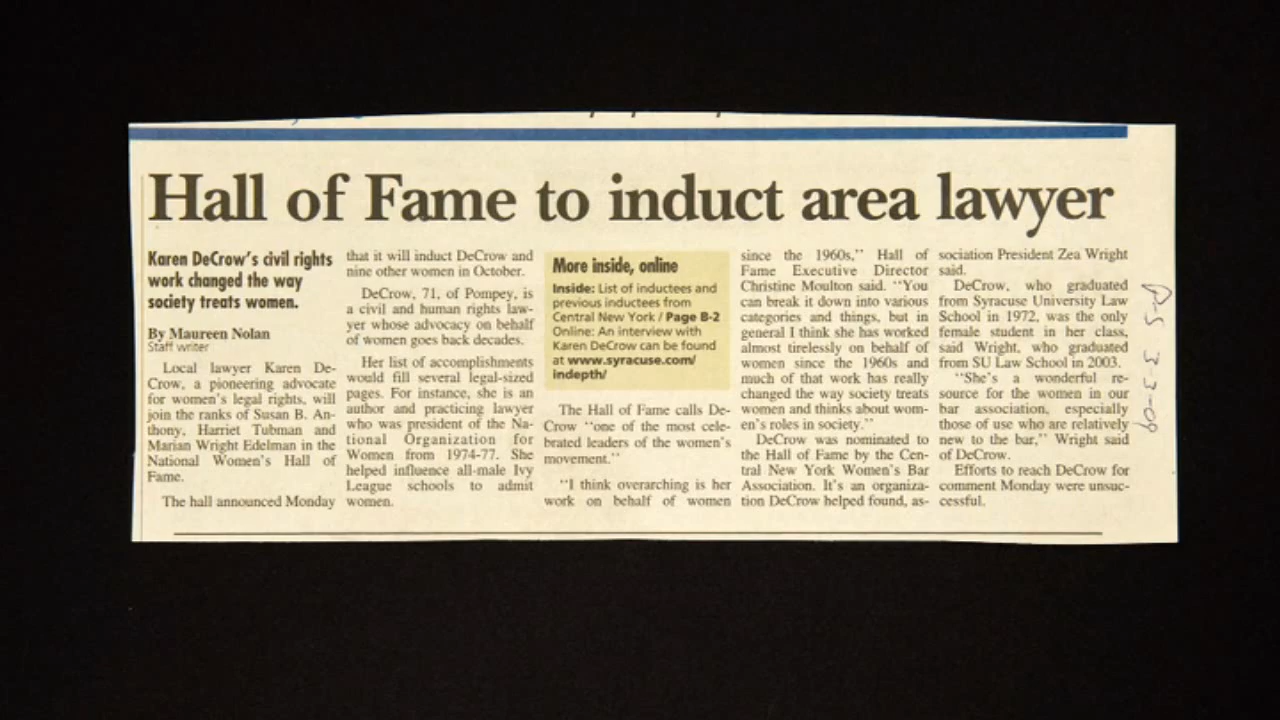 Hall of Fame to induct area lawyer
Karen DeCrow's civil rights
work changed the way
society treats women.
By Maureen Nolan
Staff writer
Local lawyer Karen De-
Crow, a pioneering advocate
for women's legal rights, will
join the ranks of Susan B. An-
thony, Harriet Tubman and
Marian Wright Edelman in the
National Women's Hall of
Fame.
The hall announced Monday
that it will induct DeCrow and
nine other women in October.
DeCrow, 71, of Pompey, is
a civil and human rights law-
yer whose advocacy on behalf
of women goes back decades.
Her list of accomplishments
would fill several legal-sized
pages. For instance, she is an
author and practicing lawyer
who was president of the Na-
tional Organization for
Women from 1974-77. She
helped influence all-male Ivy
League schools to admit
women.
More inside, online
Inside: List of inductees and
previous inductees from
Central New York / Page B-2
Online: An interview with
Karen DeCrow can be found
at www.syracuse.com/
indepth/
The Hall of Fame calls De-
Crow "one of the most cele-
brated leaders of the women's
movement."
"I think overarching is her
work on behalf of women
since the 1960s," Hall of
Fame Executive Director
Christine Moulton said. "You
can break it down into various
categories and things, but in
general I think she has worked
almost tirelessly on behalf of
women since the 1960s and
much of that work has really
changed the way society treats
women and thinks about wom-
en's roles in society."
DeCrow was nominated to
the Hall of Fame by the Cen-
tral New York Women's Bar
Association. It's an organiza-
tion DeCrow helped found, as-
sociation President Zea Wright
said.
DeCrow, who graduated
from Syracuse University Law
School in 1972, was the only
female student in her class,
said Wright, who graduated
from SU Law School in 2003.
"She's a wonderful re-
source for the women in our
bar association, especially
those of use who are relatively
new to the bar," Wright said
of DeCrow.
Efforts to reach DeCrow for
comment Monday were unsuc-
cessful.
P-S 3-3-09